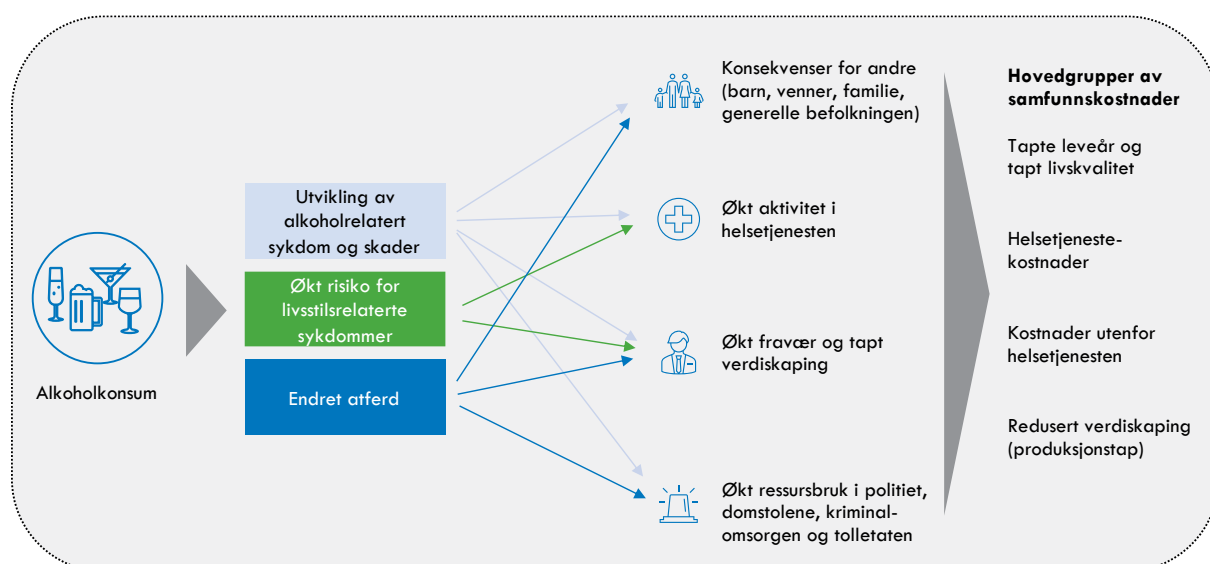 Alkoholkonsum
Utvikling av
alkoholrelatert
sykdom og skader
Økt risiko for
livsstilsrelaterte
sykdommer
Endret atferd
Konsekvenser for andre
(barn, venner, familie,
generelle befolkningen)
Økt aktivitet i
helsetjenesten
Økt fravær og tapt
verdiskaping
Økt ressursbruk i politiet,
domstolene, kriminal-
omsorgen og tolletaten
Hovedgrupper av
samfunnskostnader
Tapte leveår og
tapt livskvalitet
Helsetjeneste-
kostnader
Kostnader utenfor
helsetjenesten
Redusert verdiskaping
(produksjonstap)